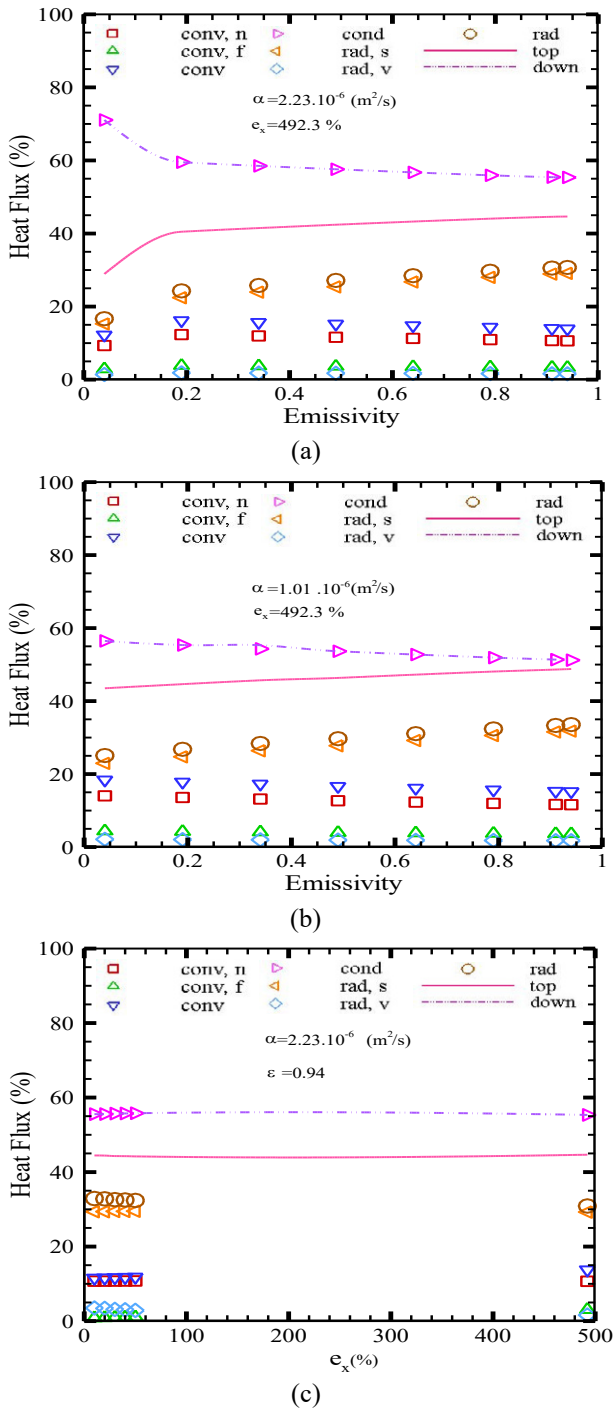 100
conv, n cond rad
conv, f rad, s top
conv rad, v down
80
α=2.23.10⁻⁶ (m²/s)
eₓ=492.3 %
60
Heat Flux (%)
40
20
0
0 0.2 0.4 0.6 0.8 1
Emissivity
(a)
100
conv, n cond rad
conv, f rad, s top
conv rad, v down
80
α=1.01 .10⁻⁶(m²/s)
eₓ=492.3 %
60
Heat Flux (%)
40
20
0
0 0.2 0.4 0.6 0.8 1
Emissivity
(b)
100
conv, n cond rad
conv, f rad, s top
conv rad, v down
80
α=2.23.10⁻⁶ (m²/s)
ε =0.94
60
Heat Flux (%)
40
20
0
0 100 200 300 400 500
eₓ(%)
(c)